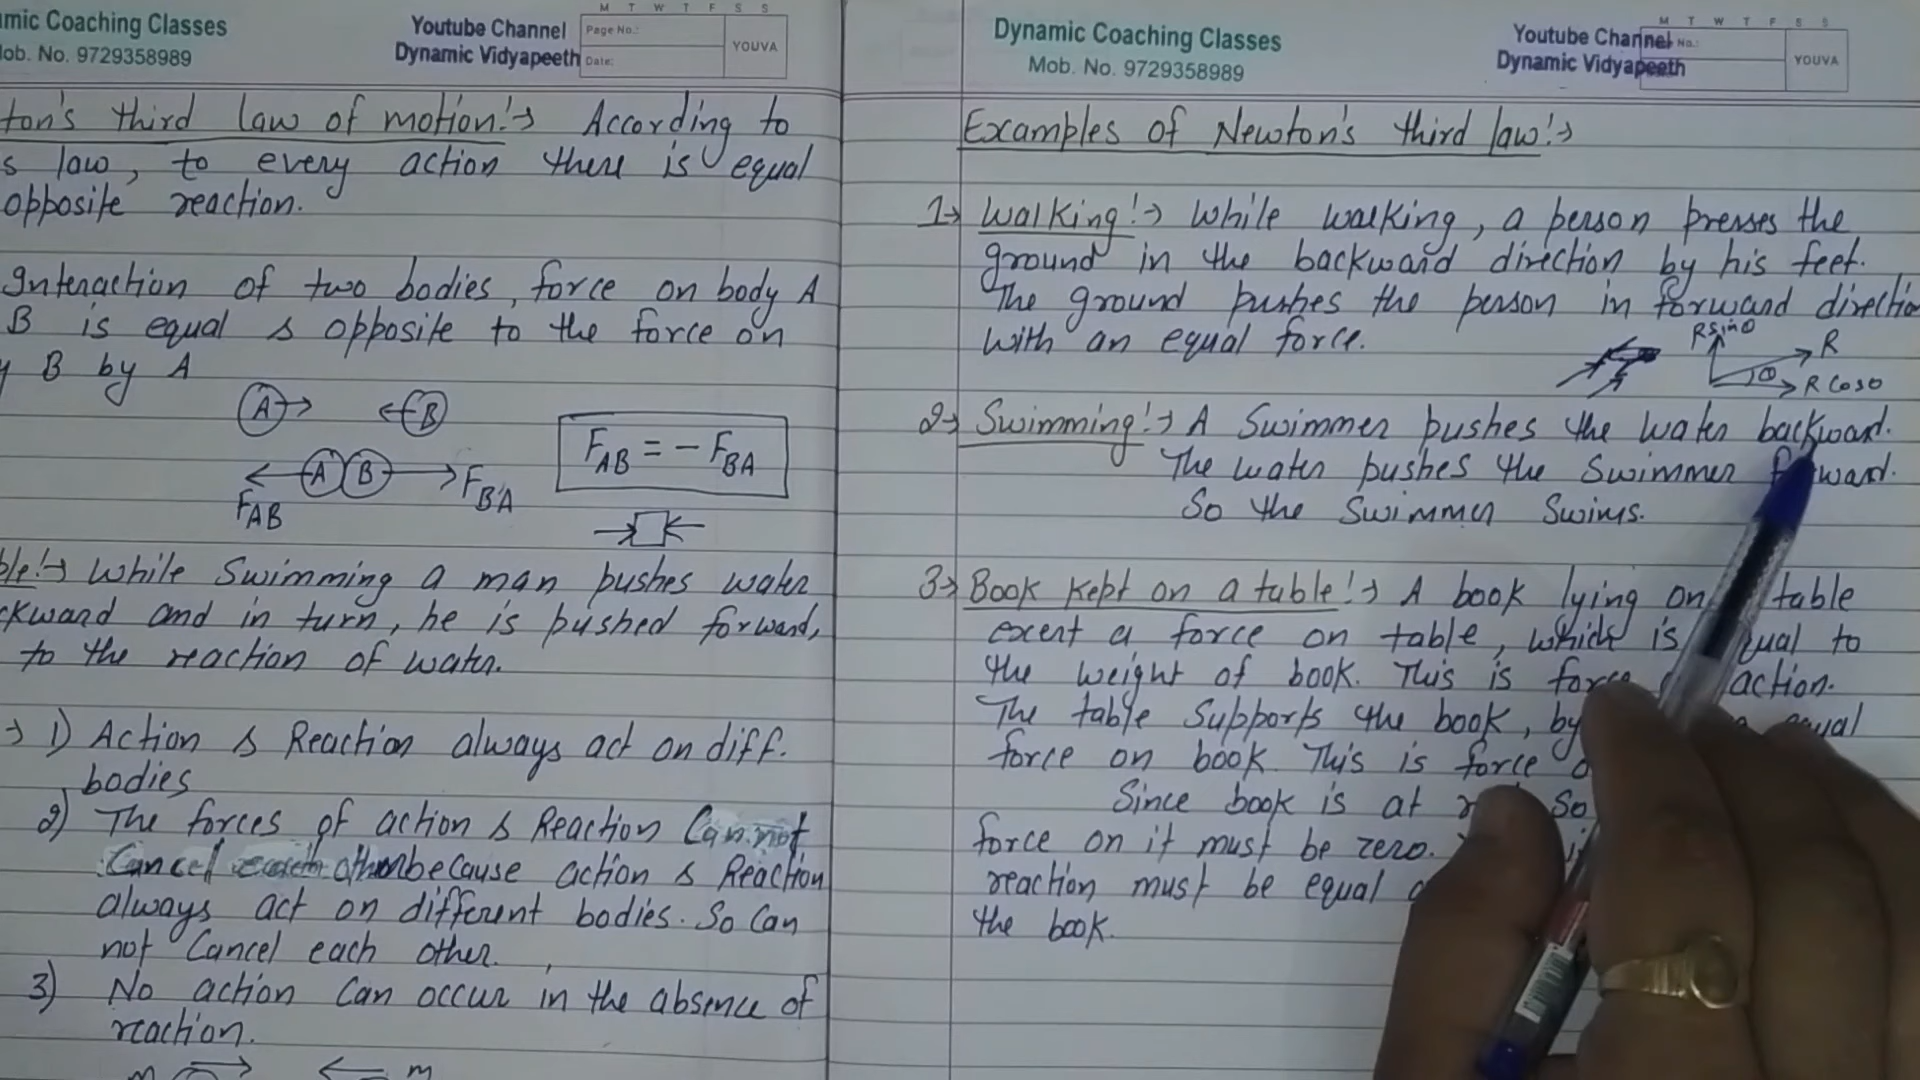 mic Coaching Classes
ob. No. 9729358989
Youtube Channel
Dynamic Vidyapeeth
M T W T F S S
Page No.:
Date:
YOUVA
ton's third law of motion:→ According to
s law, to every action there is equal
opposite reaction.
Interaction of two bodies, force on body A
B is equal & opposite to the force on
y B by A
A B
A B
FAB FBA
FAB = - FBA
ble:→ While Swimming a man pushes water
ckward and in turn, he is pushed forward,
to the reaction of water.
→ 1) Action & Reaction always act on diff.
bodies
2) The forces of action & Reaction Can not
Cancel each other because action & Reaction
always act on different bodies. So Can
not Cancel each other.
3) No action Can occur in the absence of
reaction.
m m
Dynamic Coaching Classes
Mob. No. 9729358989
Youtube Channel
Dynamic Vidyapeeth
M T W T F S S
No.:
YOUVA
Examples of Newton's third law:→
1→ Walking:→ While walking, a person presses the
ground in the backward direction by his feet.
The ground pushes the person in forward directio
with an equal force.
R sinθ
R
θ
R cosθ
2→ Swimming:→ A Swimmer pushes the water backward.
The water pushes the Swimmer forward.
So the Swimmer Swims.
3→ Book kept on a table:→ A book lying on table
exert a force on table, which is equal to
the weight of book. This is force action.
The table Supports the book, by equal
force on book. This is force
Since book is at So
force on it must be zero.
reaction must be equal
the book.